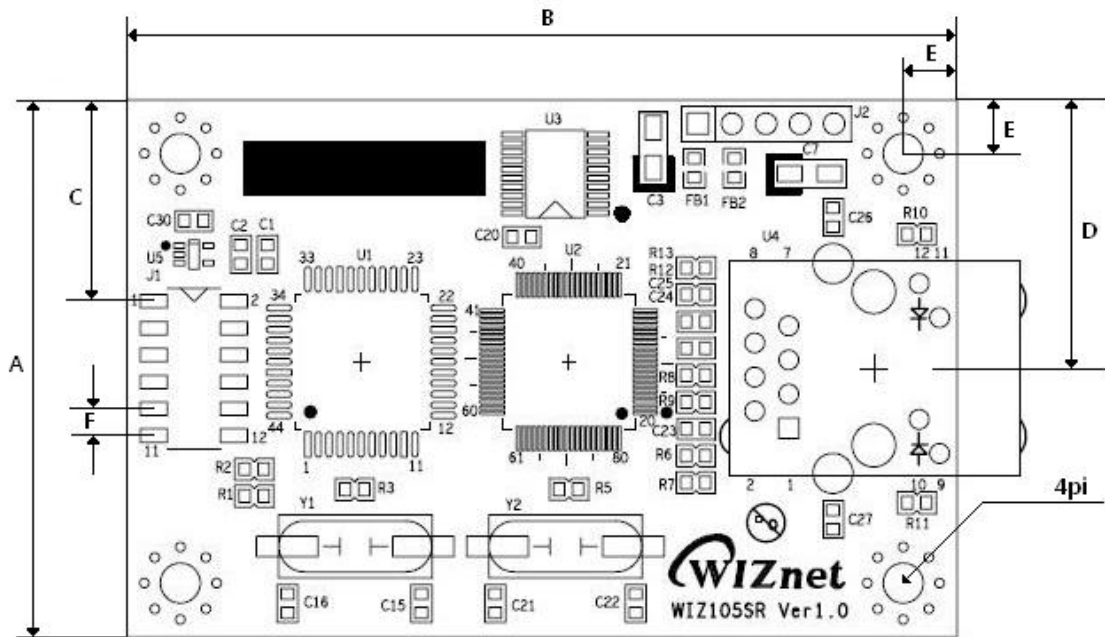 B
E
E
J2
U3
C
C7
C3
FB1
FB2
C30
C2
C1
C26
R10
D
C20
U5
J1
33
U1
23
40
U2
21
R13
R12
C25
C24
U4
8
7
12
11
1
2
34
22
41
A
R8
R9
F
44
12
60
20
C23
11
12
1
11
61
80
R6
R7
2
1
10
9
R2
R1
R3
R5
4pi
R11
Y1
Y2
C27
WIZnet
C16
C15
C21
C22
WIZ105SR Ver1.0